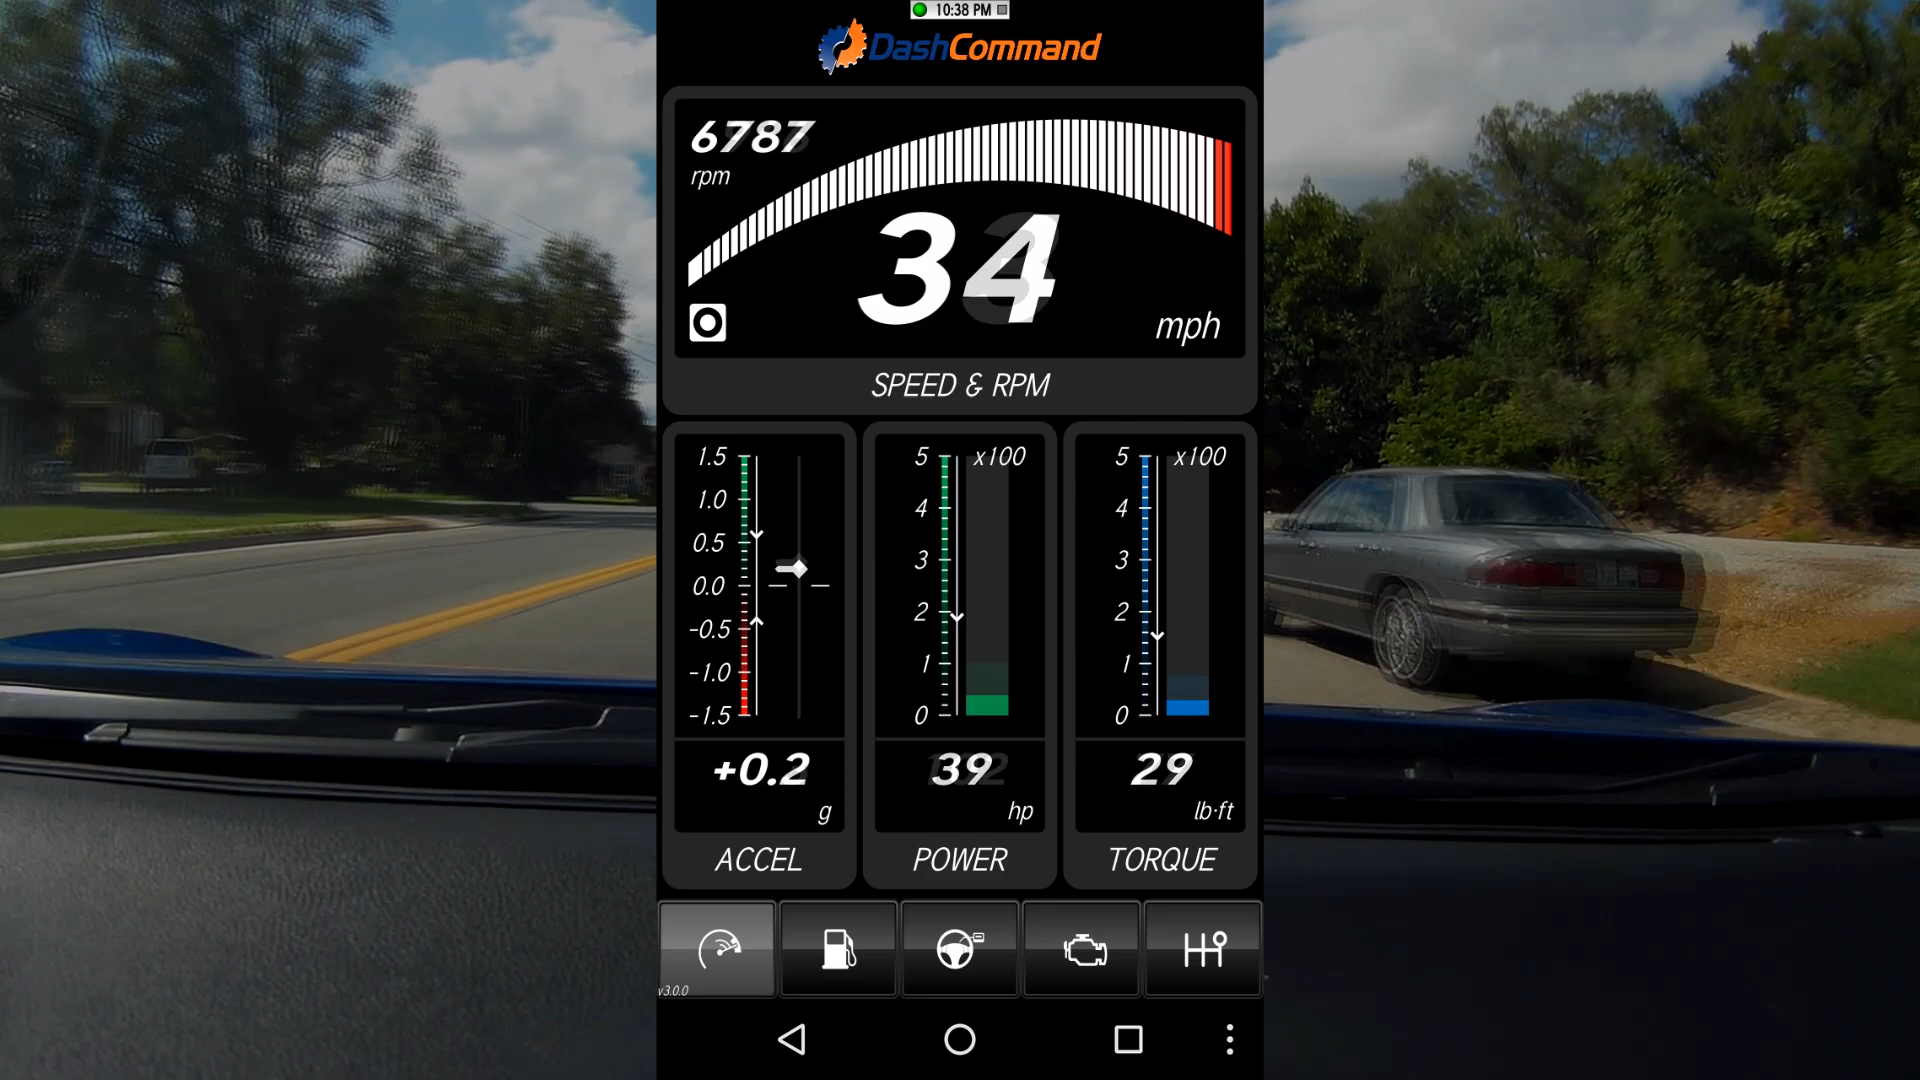 10:38 PM
DashCommand
6787
rpm
34
mph
SPEED & RPM
1.5
1.0
0.5
0.0
-0.5
-1.0
-1.5
+0.2
g
ACCEL
5 x100
4
3
2
1
0
39
hp
POWER
5 x100
4
3
2
1
0
29
lb·ft
TORQUE
v3.0.0